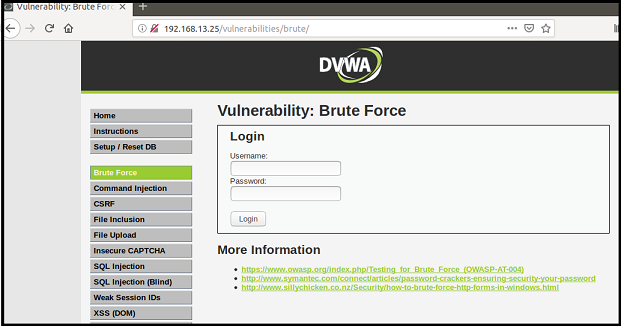 Vulnerability: Brute Forc
192.168.13.25/vulnerabilities/brute/
DVWA
Home
Instructions
Setup / Reset DB
Brute Force
Command Injection
CSRF
File Inclusion
File Upload
Insecure CAPTCHA
SQL Injection
SQL Injection (Blind)
Weak Session IDs
XSS (DOM)
Vulnerability: Brute Force
Login
Username:
Password:
Login
More Information
https://www.owasp.org/index.php/Testing_for_Brute_Force_(OWASP-AT-004)
http://www.symantec.com/connect/articles/password-crackers-ensuring-security-your-password
http://www.sillychicken.co.nz/Security/how-to-brute-force-http-forms-in-windows.html